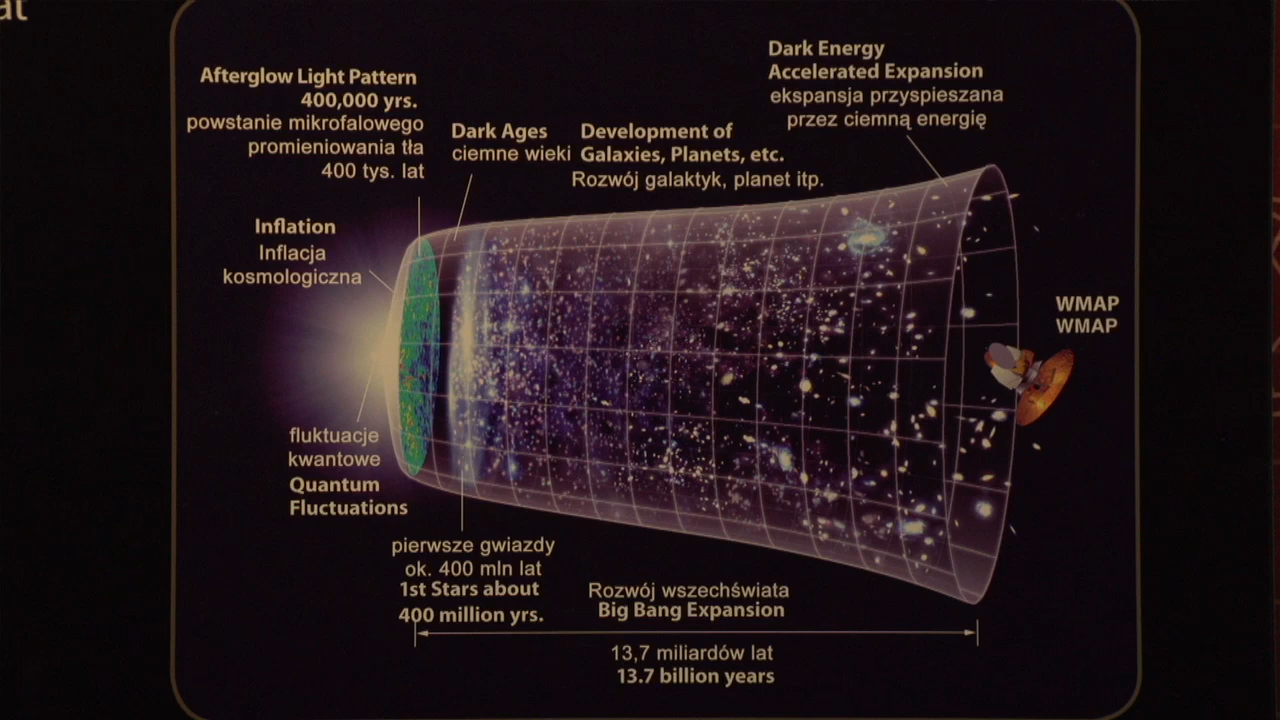 at
Dark Energy
Accelerated Expansion
ekspansja przyspieszana
przez ciemną energię
Afterglow Light Pattern
400,000 yrs.
powstanie mikrofalowego
promieniowania tła
400 tys. lat
Dark Ages
ciemne wieki
Development of
Galaxies, Planets, etc.
Rozwój galaktyk, planet itp.
Inflation
Inflacja
kosmologiczna
WMAP
WMAP
fluktuacje
kwantowe
Quantum
Fluctuations
pierwsze gwiazdy
ok. 400 mln lat
1st Stars about
400 million yrs.
Rozwój wszechświata
Big Bang Expansion
13,7 miliardów lat
13.7 billion years